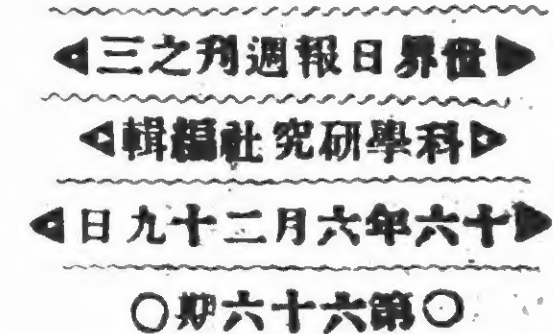 世界日報週刊之三
科學研究社編輯
十六年六月二十九日
○第六十六期○